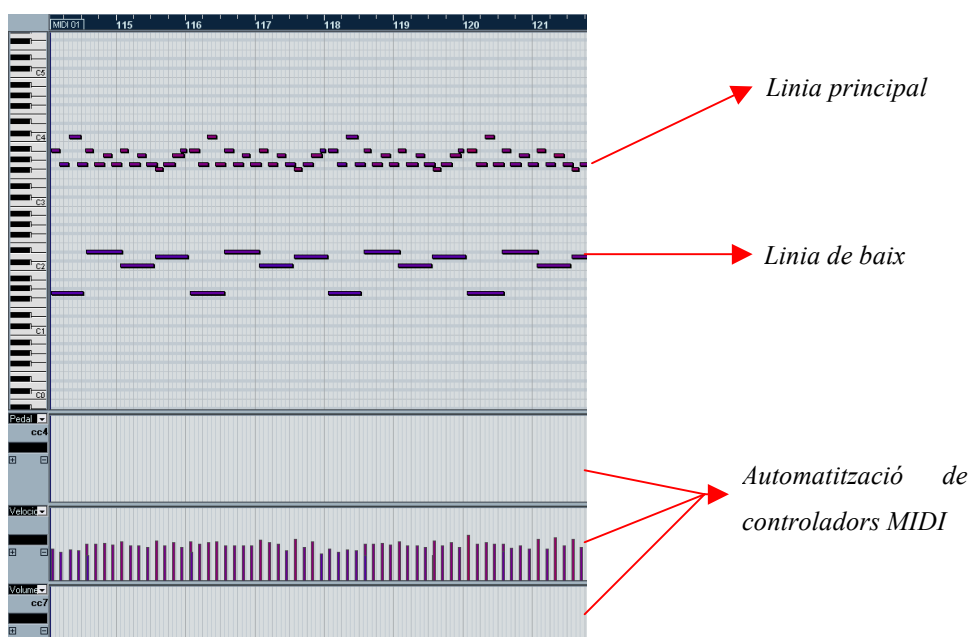 MIDI 01 115 116 117 118 119 120 121
C5
Linia principal
C4
C3
Linia de baix
C2
C1
C0
Pedal
cc4
Automatització de
controladors MIDI
Velocid
Volume
cc7